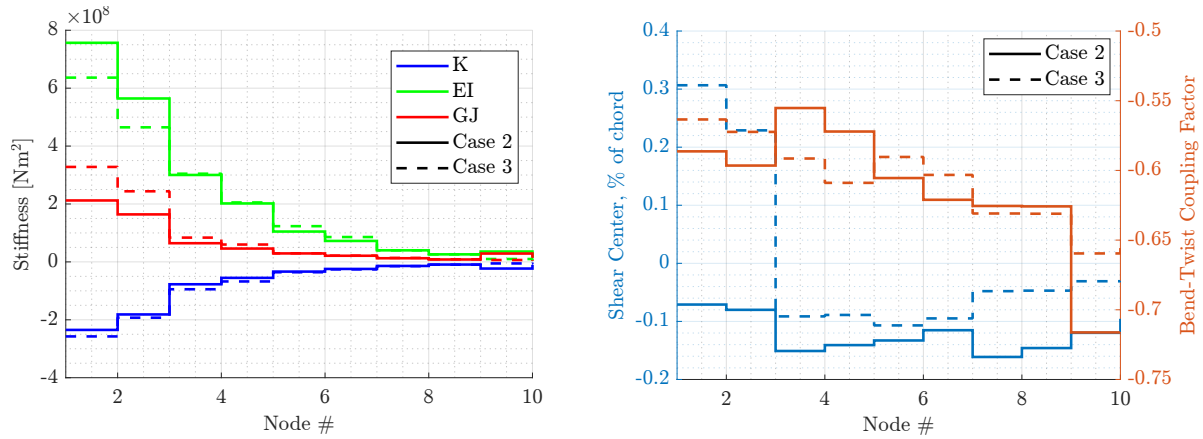 ×10⁸
8
6
4
2
0
-2
-4
Stiffness [Nm²]
K
EI
GJ
Case 2
Case 3
2
4
6
8
10
Node #
0.4
0.3
0.2
0.1
0
-0.1
-0.2
Shear Center, % of chord
Case 2
Case 3
-0.5
-0.55
-0.6
-0.65
-0.7
-0.75
Bend-Twist Coupling Factor
2
4
6
8
10
Node #